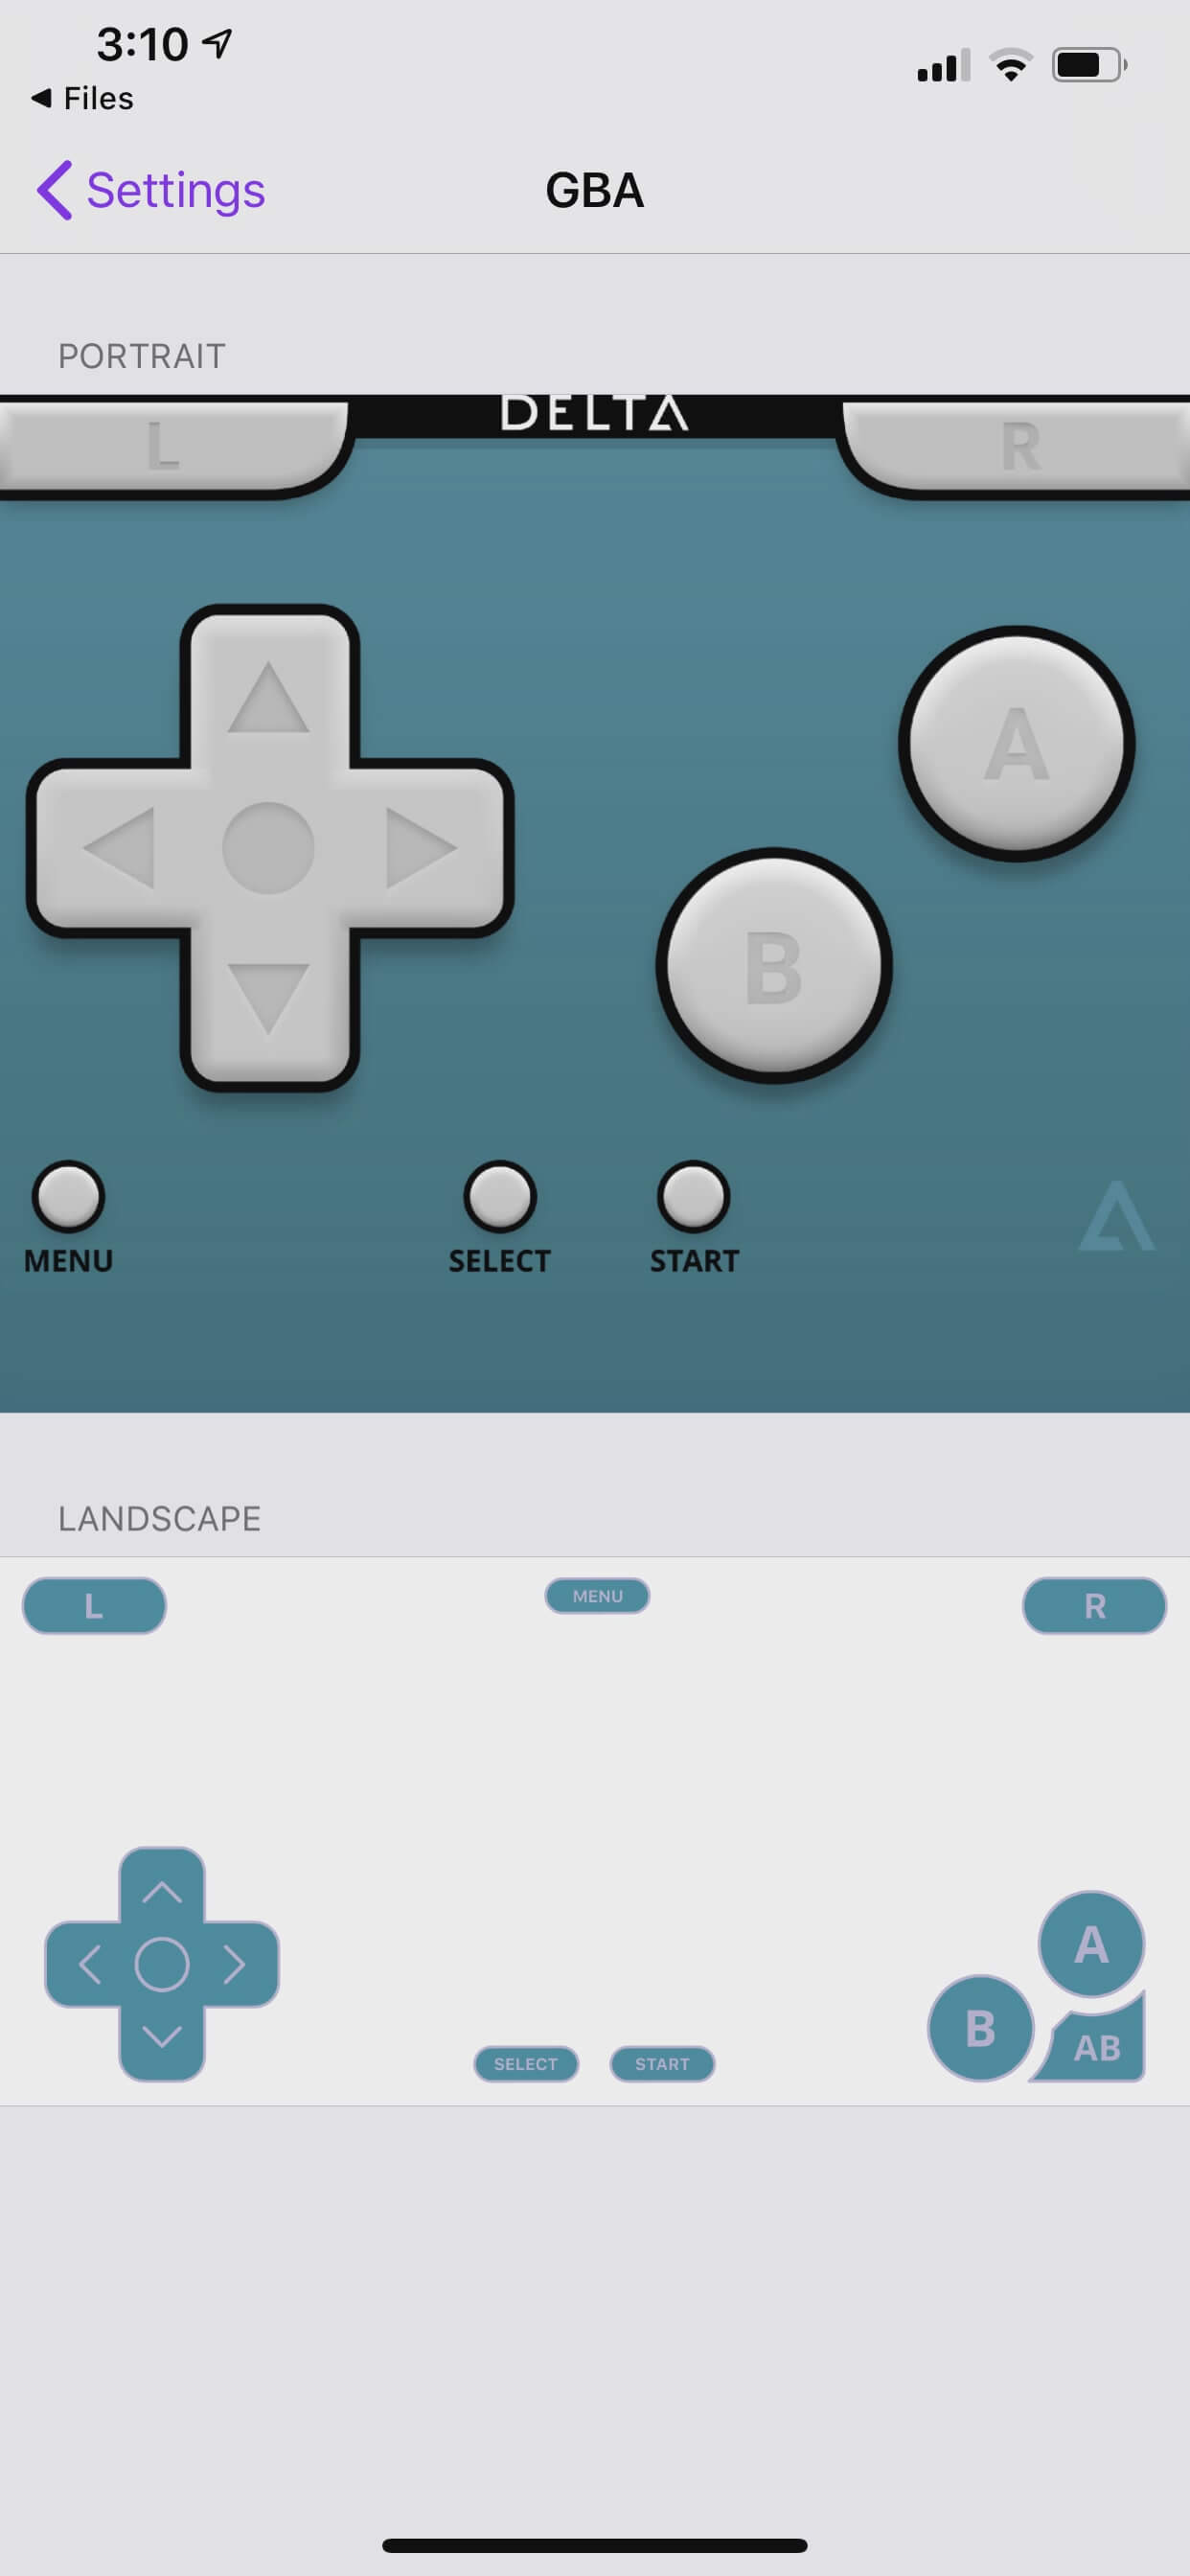 3:10
Files
Settings
GBA
PORTRAIT
DELTA
L
R
A
B
MENU
SELECT
START
LANDSCAPE
L
MENU
R
A
B
AB
SELECT
START